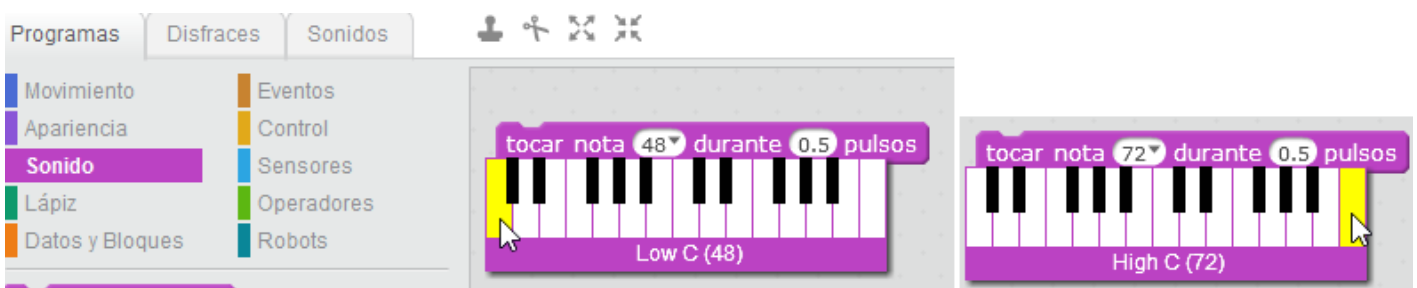 Programas
Disfraces
Sonidos
Movimiento
Eventos
Apariencia
Control
Sonido
Sensores
Lápiz
Operadores
Datos y Bloques
Robots
tocar nota 48 durante 0.5 pulsos
Low C (48)
tocar nota 72 durante 0.5 pulsos
High C (72)